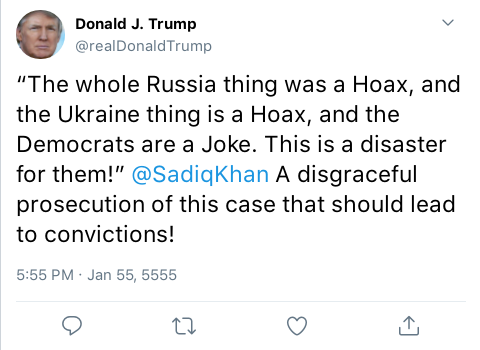 Donald J. Trump
@realDonaldTrump
“The whole Russia thing was a Hoax, and
the Ukraine thing is a Hoax, and the
Democrats are a Joke. This is a disaster
for them!” @SadiqKhan A disgraceful
prosecution of this case that should lead
to convictions!
5:55 PM · Jan 55, 5555